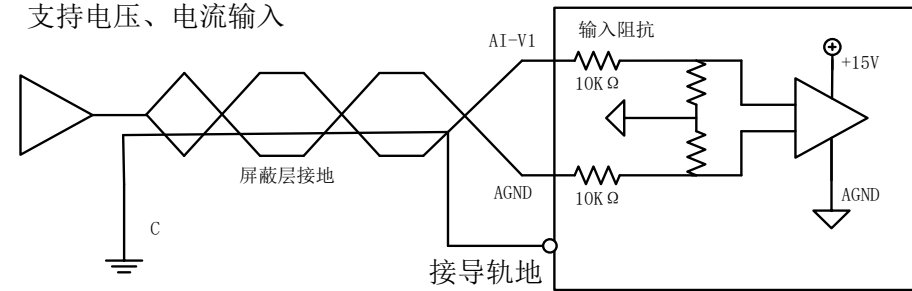 支持电压、电流输入
AI-V1
输入阻抗
+15V
10KΩ
屏蔽层接地
AGND
10KΩ
AGND
C
接导轨地